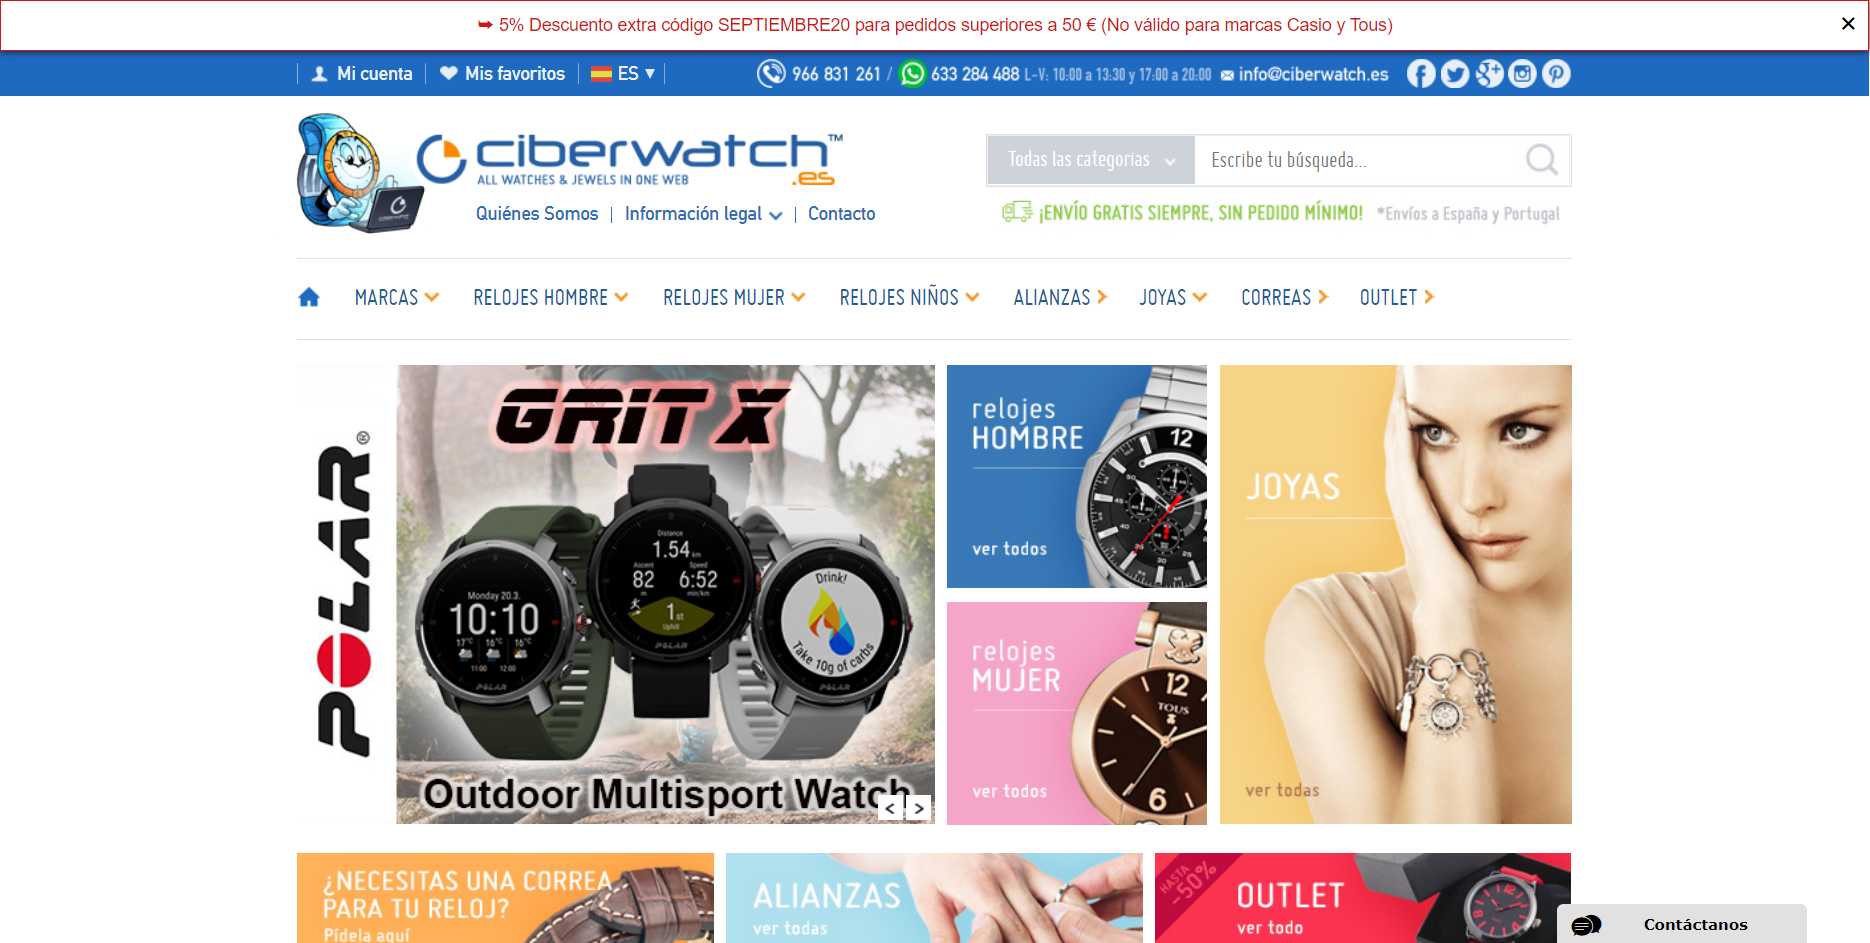 ➥ 5% Descuento extra código SEPTIEMBRE20 para pedidos superiores a 50 € (No válido para marcas Casio y Tous)
Mi cuenta
Mis favoritos
ES ▾
966 831 261 / 633 284 488 L-V: 10:00 a 13:30 y 17:00 a 20:00 info@ciberwatch.es
ciberwatch™
.es
ALL WATCHES & JEWELS IN ONE WEB
Quiénes Somos | Información legal | Contacto
Todas las categorias
Escribe tu búsqueda...
¡ENVÍO GRATIS SIEMPRE, SIN PEDIDO MÍNIMO! *Envíos a España y Portugal
MARCAS
RELOJES HOMBRE
RELOJES MUJER
RELOJES NIÑOS
ALIANZAS
JOYAS
CORREAS
OUTLET
POLAR®
GRIT X
Monday 20.3.
10:10
17°C 16°C 16°C
11:00 12:00
POLAR
Distance
1.54 km
Ascent Speed
82 6:52
min/km
1st
Uphill
POLAR
Drink!
Take 10g of carbs
POLAR
Outdoor Multisport Watch
< >
relojes
HOMBRE
ver todos
12
relojes
MUJER
ver todos
12
TOUS
6
JOYAS
ver todas
¿NECESITAS UNA CORREA
PARA TU RELOJ?
Pídela aquí
ALIANZAS
ver todas
HASTA
-50%
OUTLET
ver todo
Contáctanos